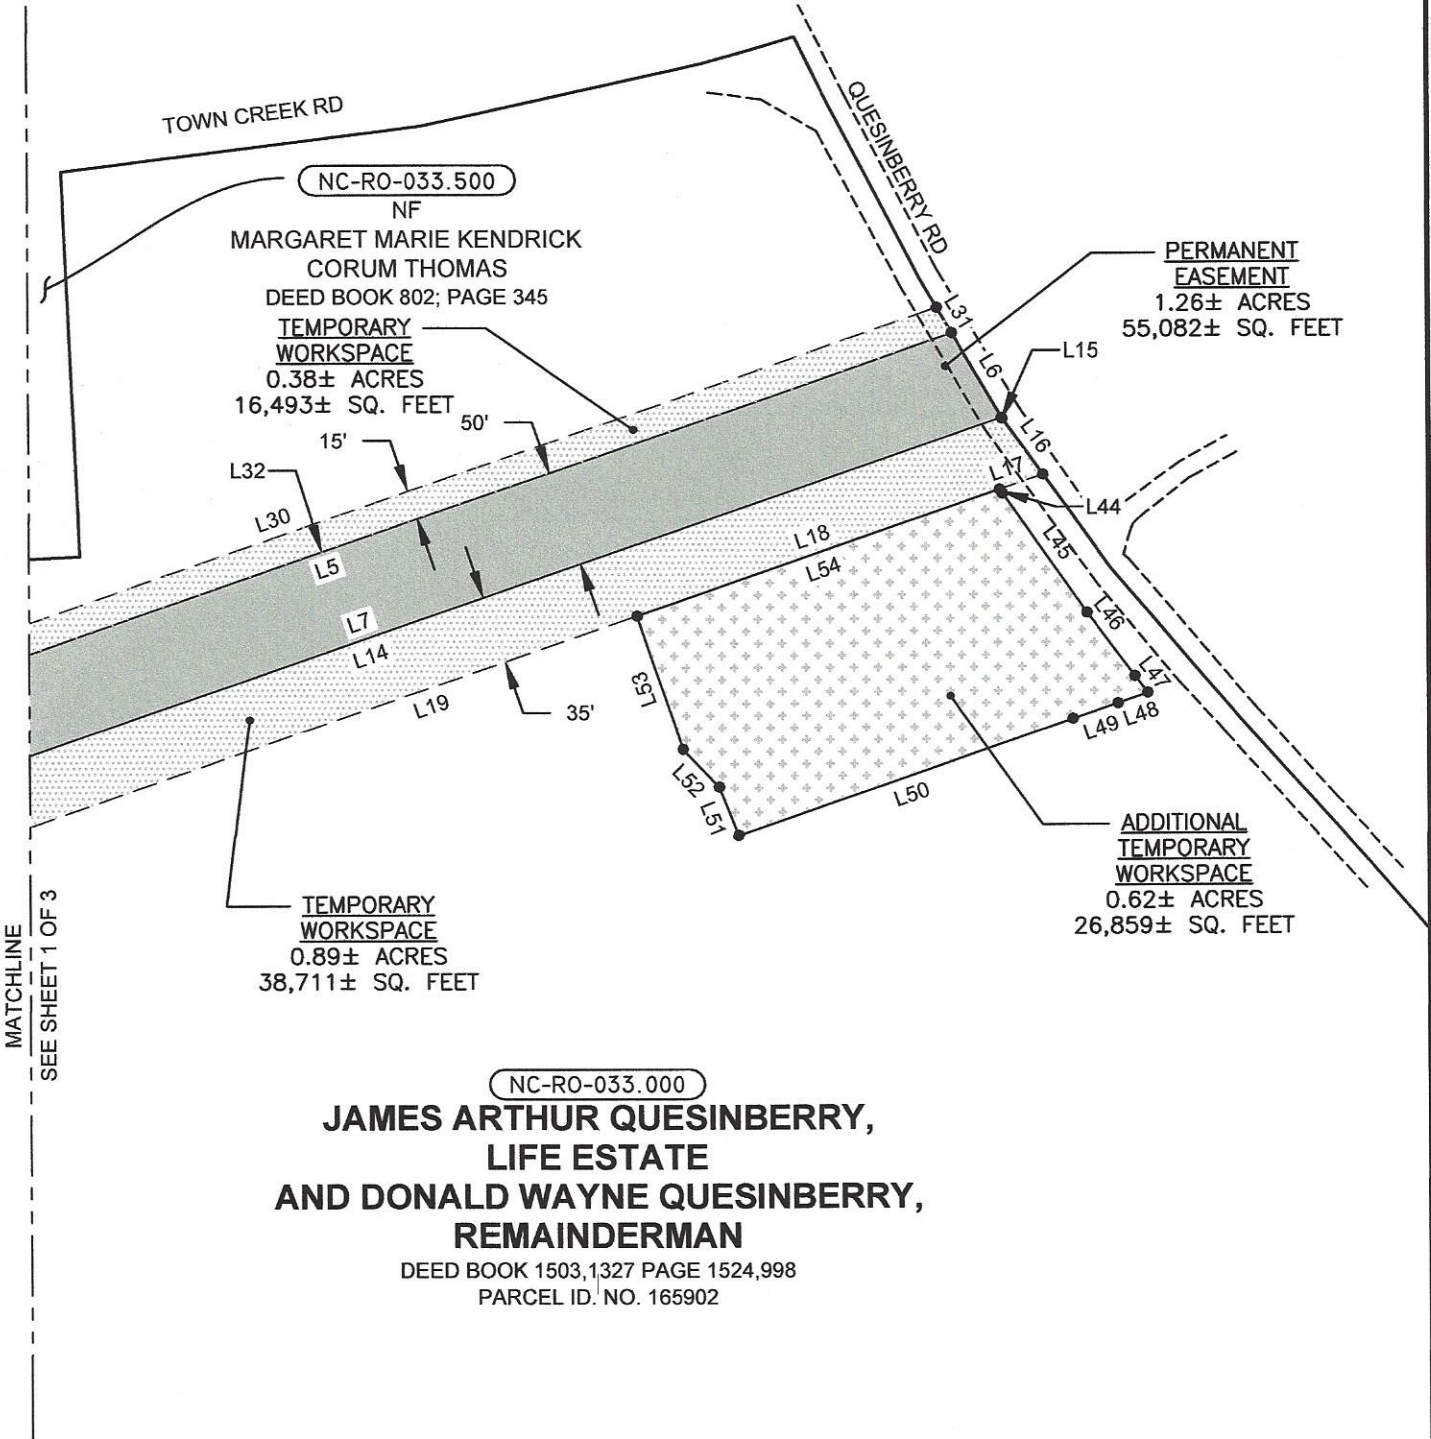 TOWN CREEK RD
QUESINBERRY RD
NC-RO-033.500
NF
MARGARET MARIE KENDRICK
CORUM THOMAS
DEED BOOK 802; PAGE 345
TEMPORARY
WORKSPACE
0.38± ACRES
16,493± SQ. FEET
PERMANENT
EASEMENT
1.26± ACRES
55,082± SQ. FEET
L31
L6
L15
L16
L17
L44
50'
15'
L32
L30
L5
L18
L54
L45
L46
L47
L7
L14
L19
35'
L53
L49
L48
L52
L51
L50
ADDITIONAL
TEMPORARY
WORKSPACE
0.62± ACRES
26,859± SQ. FEET
TEMPORARY
WORKSPACE
0.89± ACRES
38,711± SQ. FEET
MATCHLINE
SEE SHEET 1 OF 3
NC-RO-033.000
JAMES ARTHUR QUESINBERRY,
LIFE ESTATE
AND DONALD WAYNE QUESINBERRY,
REMAINDERMAN
DEED BOOK 1503,1327 PAGE 1524,998
PARCEL ID. NO. 165902